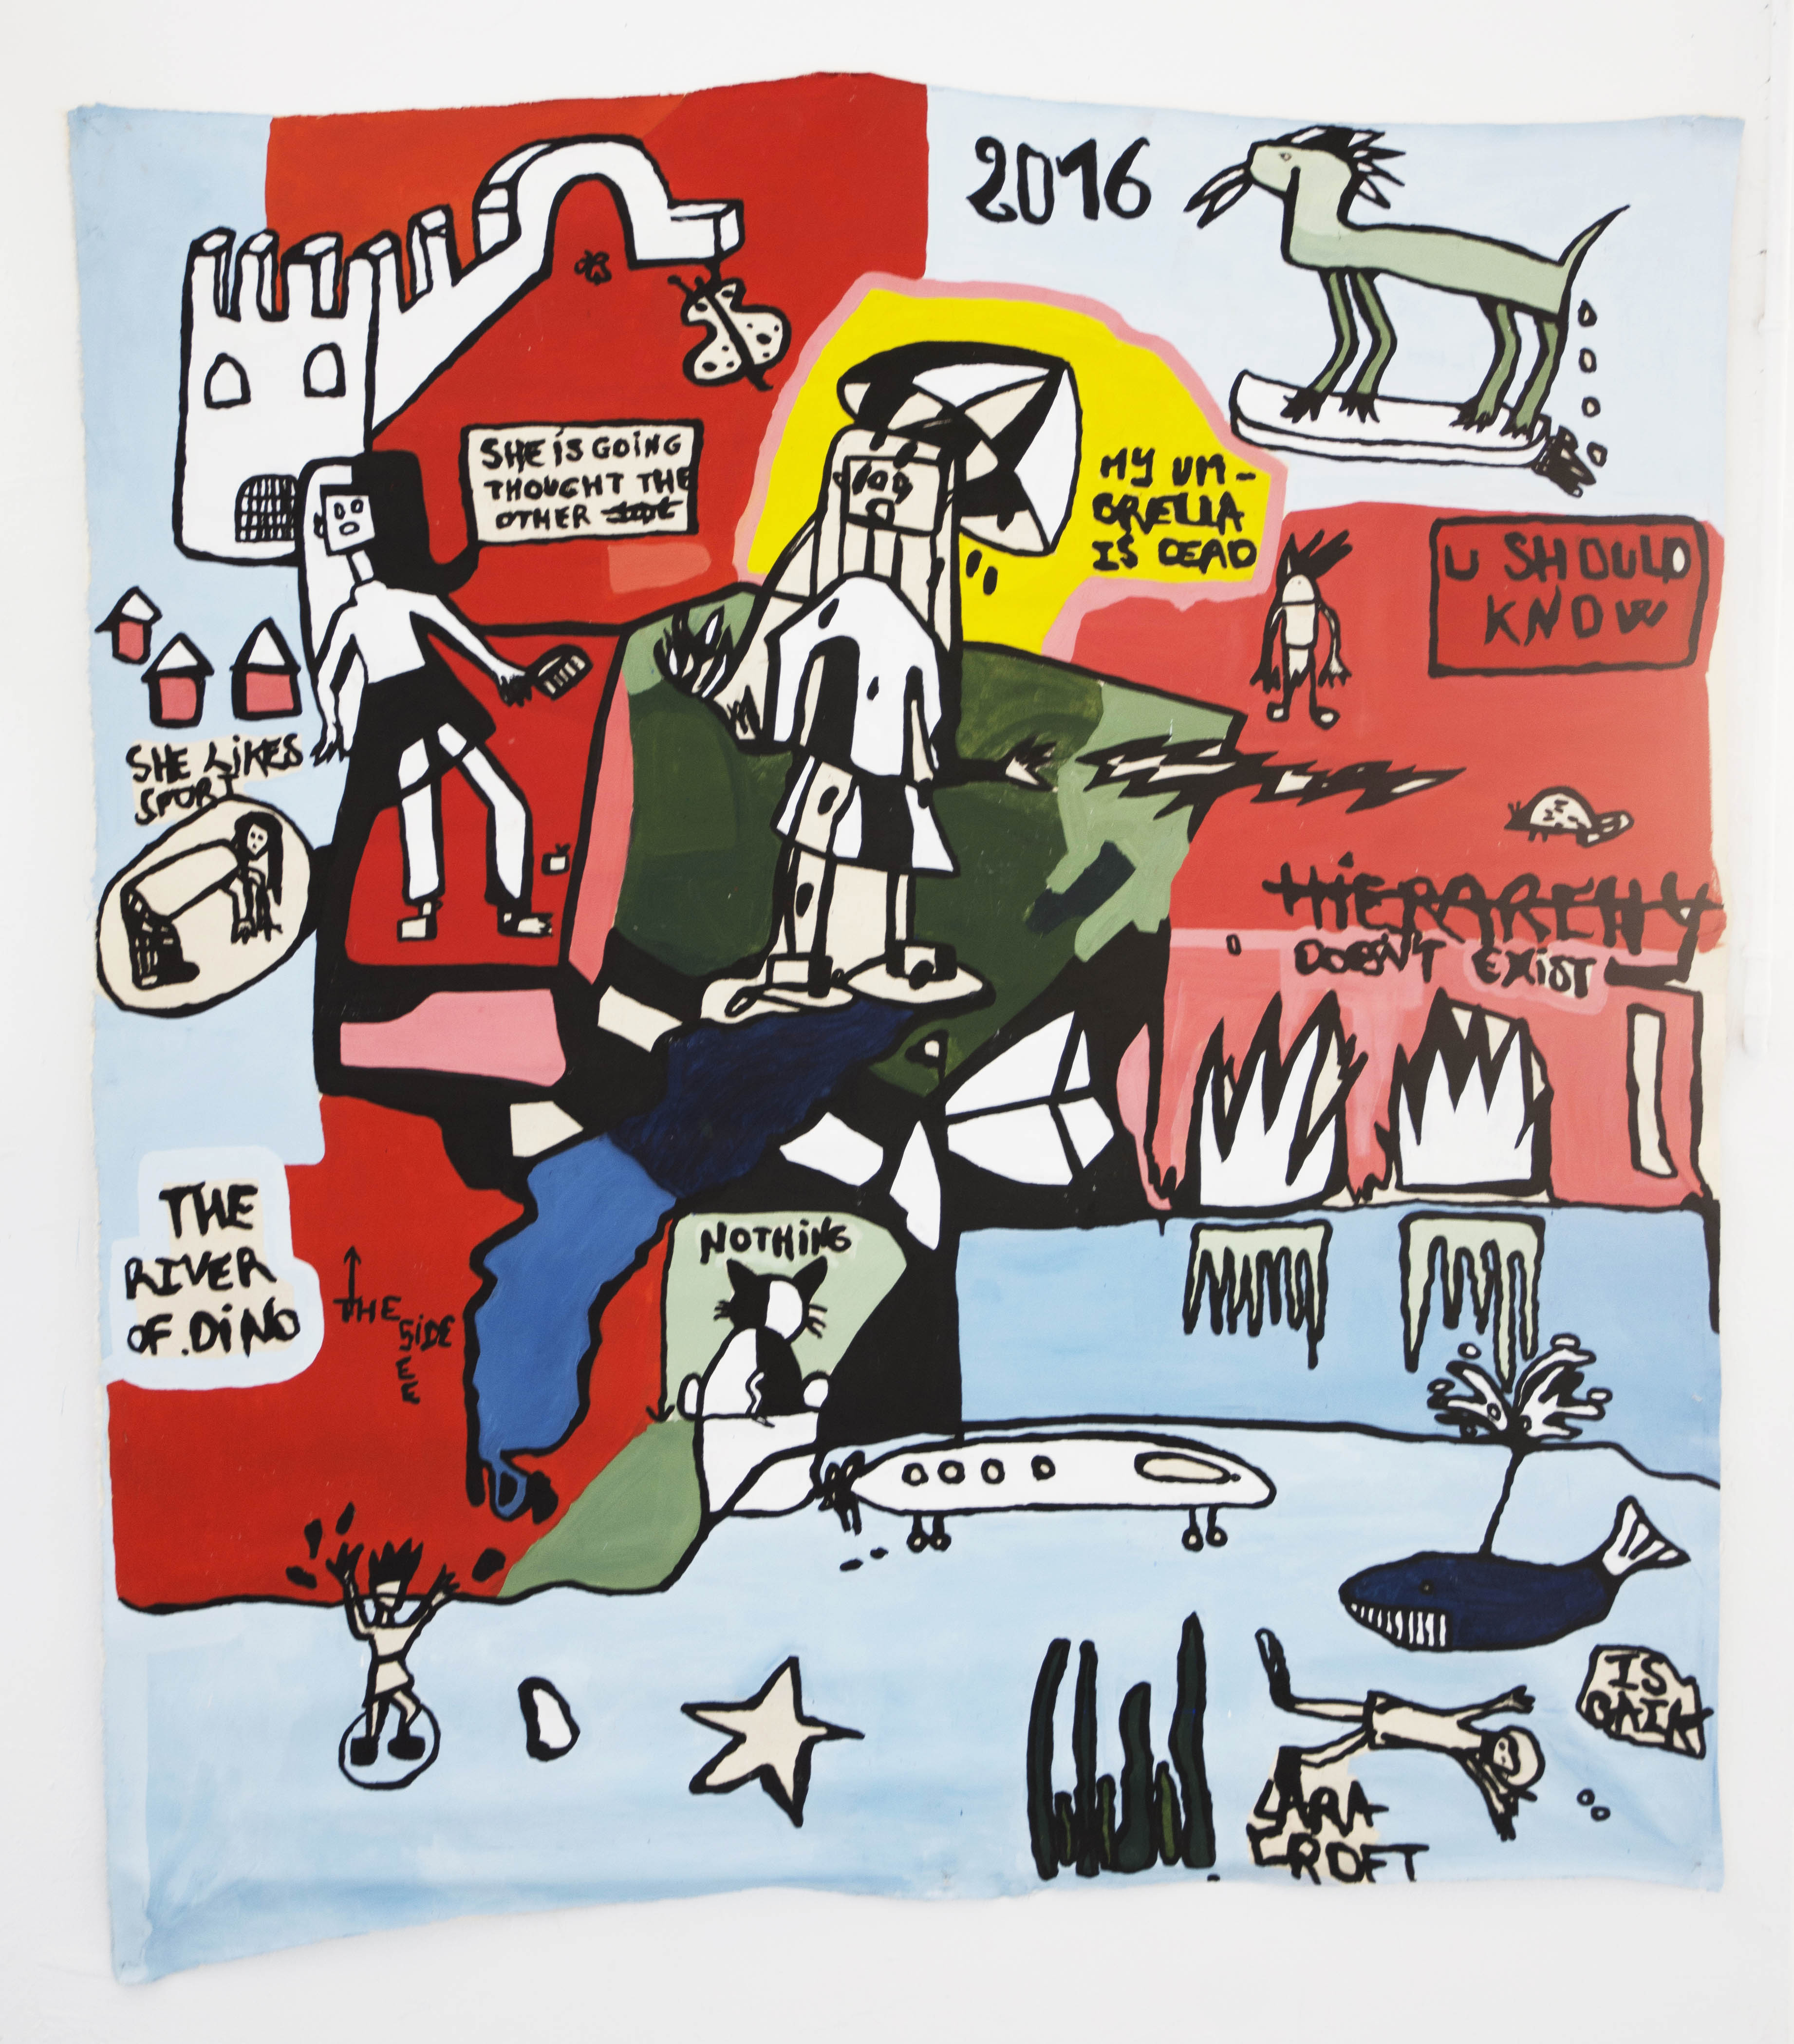 2016
SHE iS GOiNG
THOUGHT THE
OTHER
MY UM-
BRELLA
IS DEAD
U SHOULD
KNOW
SHE LiKES
SPORT
HiERARCHY
DOESN'T EXiST
THE
RIVER
OF.DiNO
THE
SiDE
E
E
NOTHiNG
IS
BACK
LARA
CROFT